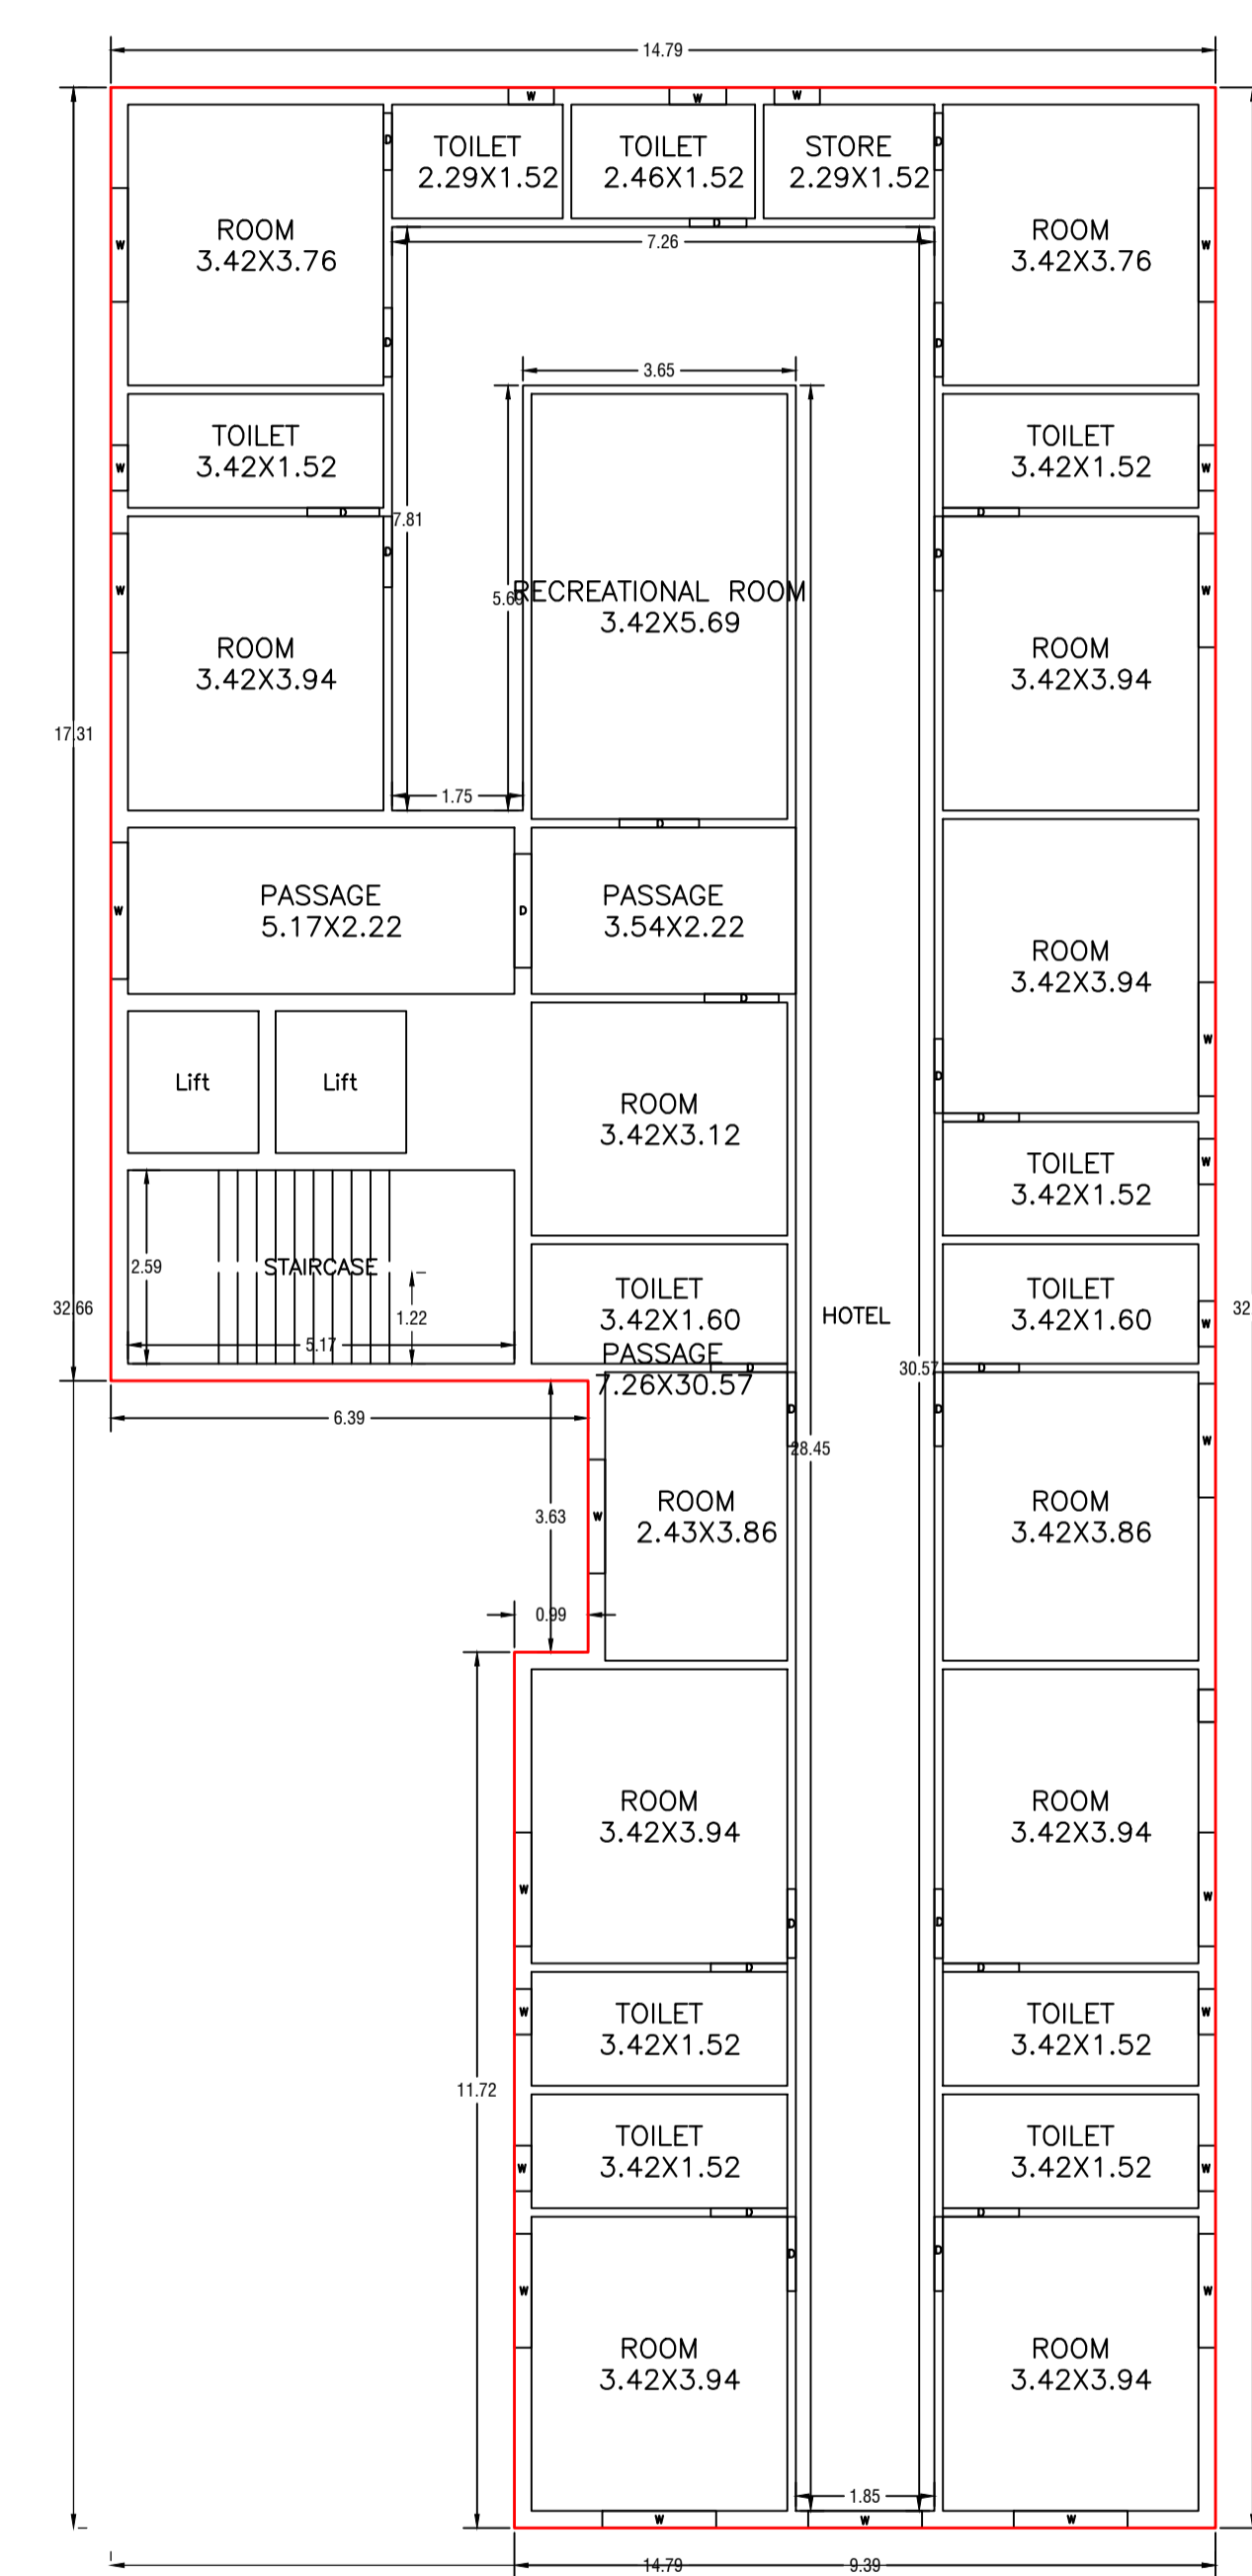 14.79
W
W
W
TOILET
2.29X1.52
TOILET
2.46X1.52
STORE
2.29X1.52
D
D
ROOM
3.42X3.76
ROOM
3.42X3.76
W
W
D
7.26
D
D
3.65
TOILET
3.42X1.52
TOILET
3.42X1.52
W
W
D
D
7.81
D
D
W
W
5.69
RECREATIONAL ROOM
3.42X5.69
ROOM
3.42X3.94
ROOM
3.42X3.94
17.31
1.75
D
PASSAGE
5.17X2.22
PASSAGE
3.54X2.22
W
D
ROOM
3.42X3.94
D
W
Lift
Lift
D
ROOM
3.42X3.12
D
TOILET
3.42X1.52
W
2.59
STAIRCASE
1.22
5.17
32.66
TOILET
3.42X1.60
HOTEL
TOILET
3.42X1.60
W
32
PASSAGE
7.26X30.57
D
30.57
D
6.39
D
D
28.45
W
3.63
W
ROOM
2.43X3.86
ROOM
3.42X3.86
0.99
ROOM
3.42X3.94
ROOM
3.42X3.94
W
W
D
D
D
D
TOILET
3.42X1.52
TOILET
3.42X1.52
W
W
11.72
TOILET
3.42X1.52
TOILET
3.42X1.52
W
W
D
D
D
D
W
W
ROOM
3.42X3.94
ROOM
3.42X3.94
1.85
W
W
W
14.79
9.39